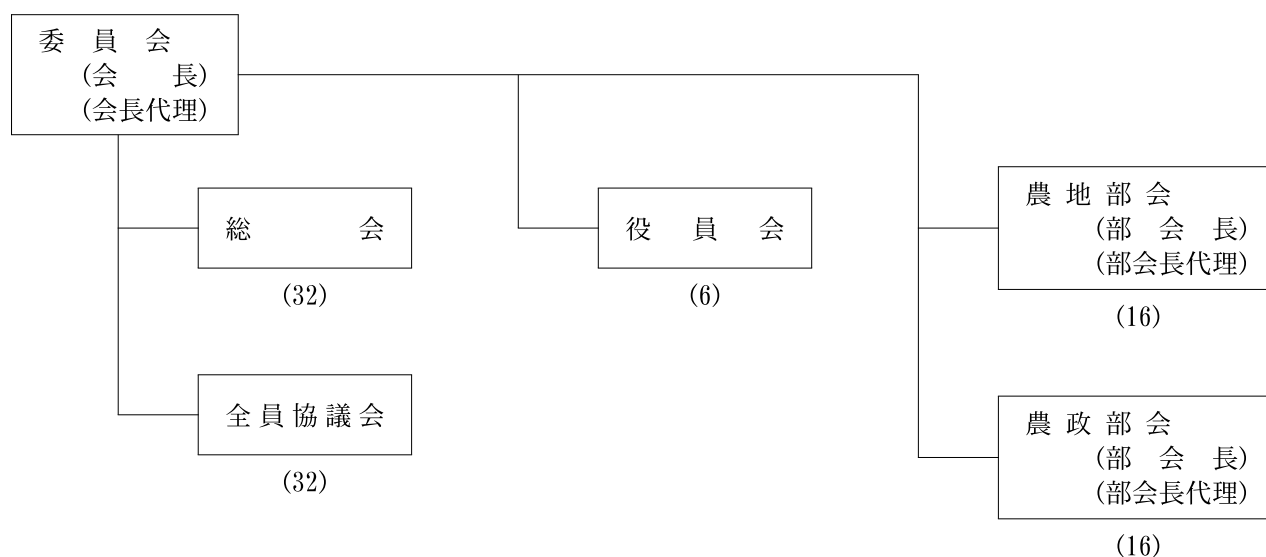 委員会
(会長)
(会長代理)
総会
(32)
全員協議会
(32)
役員会
(6)
農地部会
(部会長)
(部会長代理)
(16)
農政部会
(部会長)
(部会長代理)
(16)